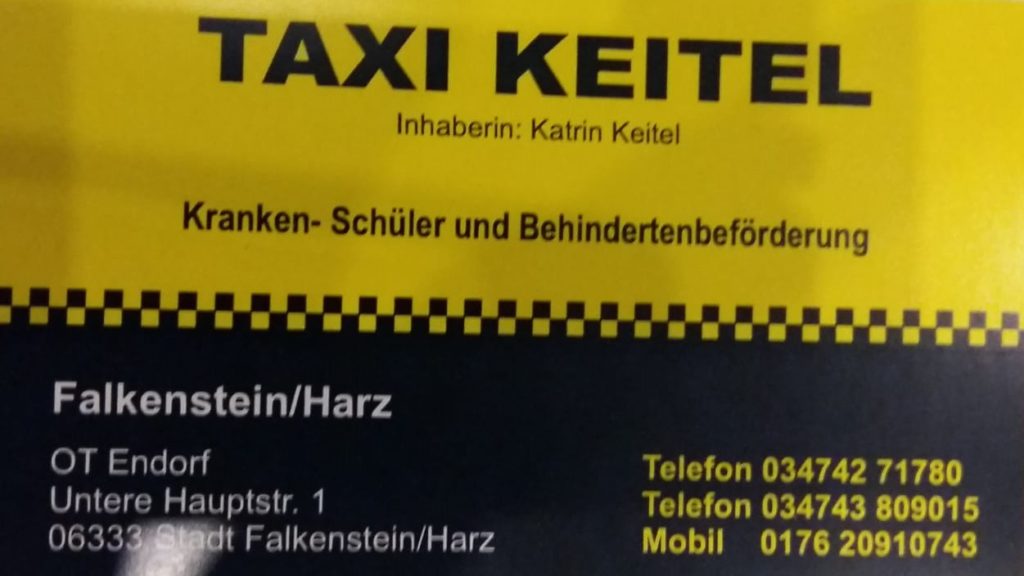 TAXI KEITEL
Inhaberin: Katrin Keitel
Kranken- Schüler und Behindertenbeförderung
Falkenstein/Harz
OT Endorf
Untere Hauptstr. 1
06333 Stadt Falkenstein/Harz
Telefon 034742 71780
Telefon 034743 809015
Mobil 0176 20910743